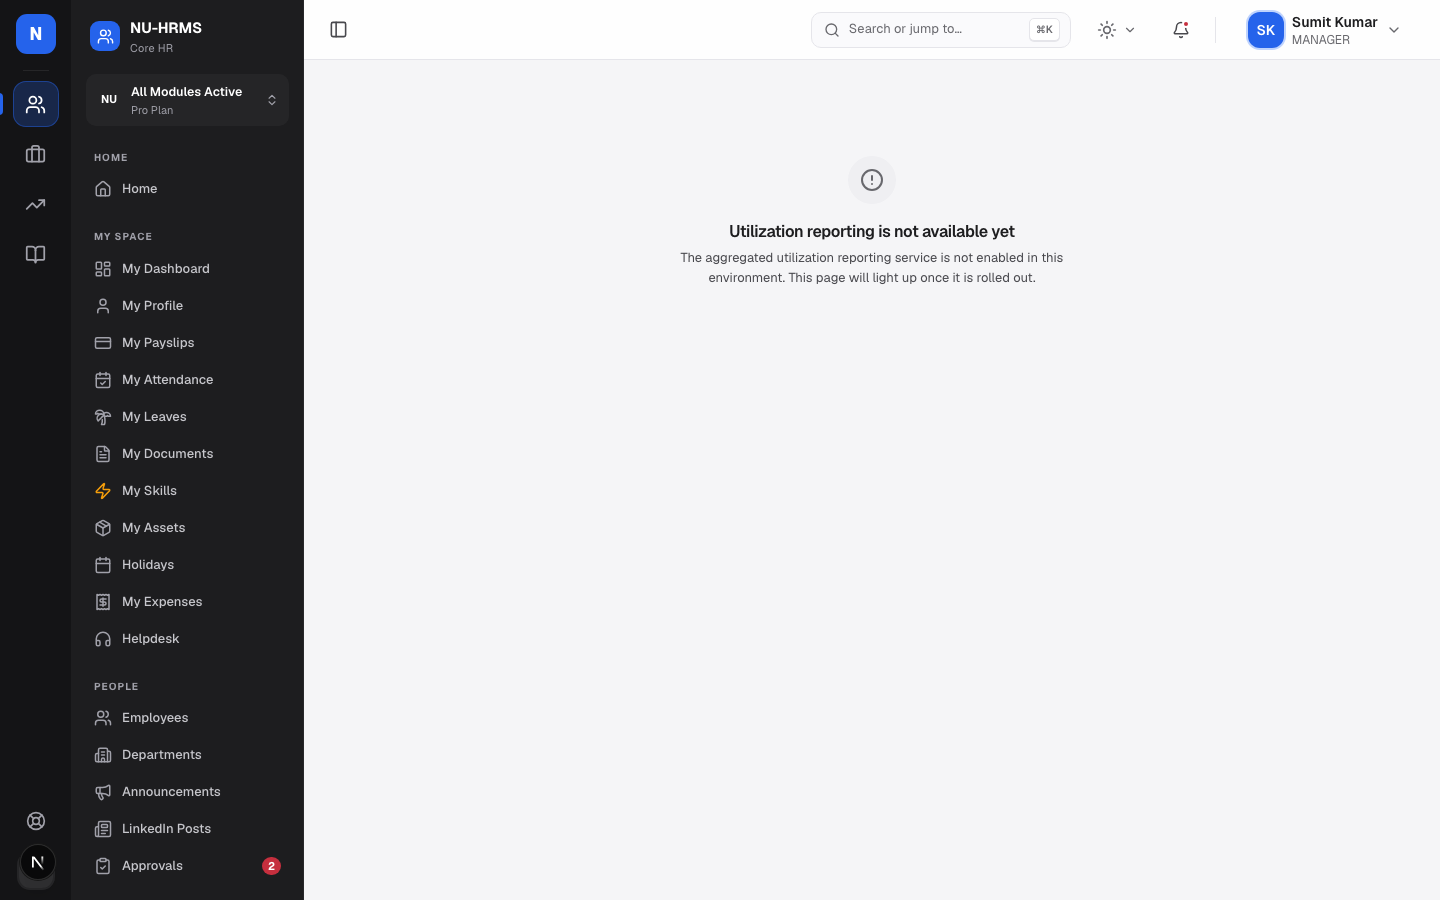 N
NU-HRMS
Core HR
NU
All Modules Active
Pro Plan
HOME
Home
MY SPACE
My Dashboard
My Profile
My Payslips
My Attendance
My Leaves
My Documents
My Skills
My Assets
Holidays
My Expenses
Helpdesk
PEOPLE
Employees
Departments
Announcements
LinkedIn Posts
Approvals 2
N
Search or jump to... ⌘K
SK
Sumit Kumar
MANAGER
Utilization reporting is not available yet
The aggregated utilization reporting service is not enabled in this
environment. This page will light up once it is rolled out.